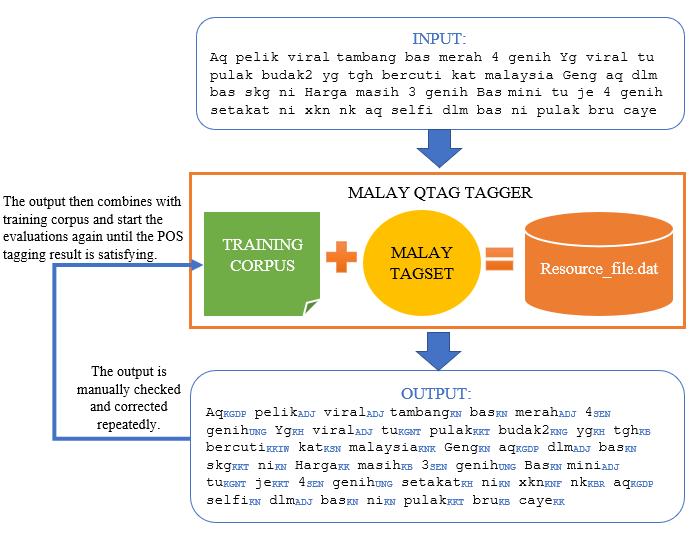 INPUT:
Aq pelik viral tambang bas merah 4 genih Yg viral tu
pulak budak2 yg tgh bercuti kat malaysia Geng aq dlm
bas skg ni Harga masih 3 genih Bas mini tu je 4 genih
setakat ni xkn nk aq selfi dlm bas ni pulak bru caye
The output then combines with
training corpus and start the
evaluations again until the POS
tagging result is satisfying.
MALAY QTAG TAGGER
TRAINING
CORPUS
MALAY
TAGSET
Resource_file.dat
The output is
manually checked
and corrected
repeatedly.
OUTPUT:
AqKGDP pelikADJ viralADJ tambangKN basKN merahADJ 4SEN
genihUNG YgKH viralADJ tuKGNT pulakKKT budak2KNG ygKH tghKB
bercutiKKIW katKSN malaysiaKNK GengKN aqKGDP dlmADJ basKN
skgKKT niKN HargaKK masihKB 3SEN genihUNG BasKN miniADJ
tuKGNT jeKKT 4SEN genihUNG setakatKH niKN xknKNF nkKBR aqKGDP
selfiKN dlmADJ basKN niKN pulakKKT bruKB cayeKK